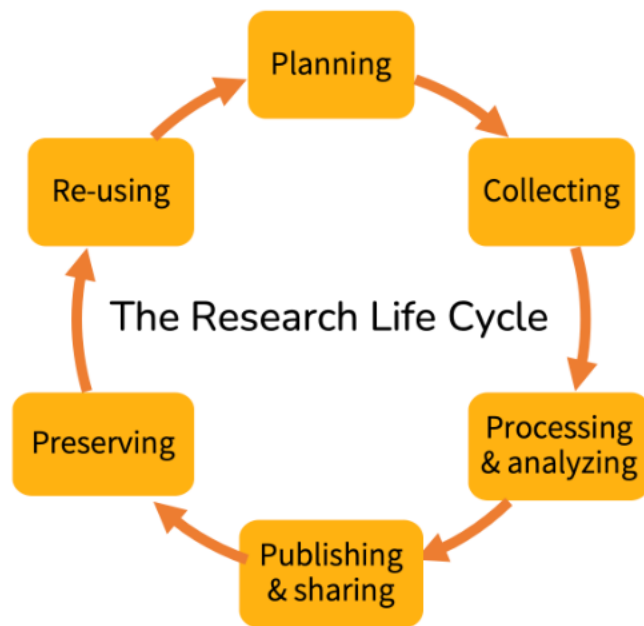 Planning
Collecting
Re-using
The Research Life Cycle
Processing
& analyzing
Preserving
Publishing
& sharing